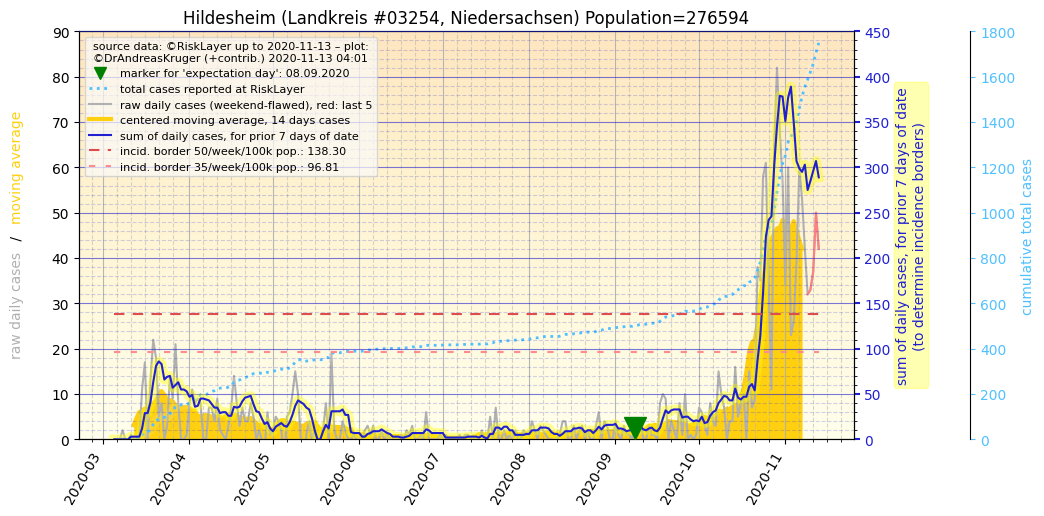 Hildesheim (Landkreis #03254, Niedersachsen) Population=276594
source data: ©RiskLayer up to 2020-11-13 – plot:
©DrAndreasKruger (+contrib.) 2020-11-13 04:01
marker for 'expectation day': 08.09.2020
total cases reported at RiskLayer
raw daily cases (weekend-flawed), red: last 5
centered moving average, 14 days cases
sum of daily cases, for prior 7 days of date
incid. border 50/week/100k pop.: 138.30
incid. border 35/week/100k pop.: 96.81
raw daily cases / moving average
90
80
70
60
50
40
30
20
10
0
2020-03
2020-04
2020-05
2020-06
2020-07
2020-08
2020-09
2020-10
2020-11
450
400
350
300
250
200
150
100
50
0
sum of daily cases, for prior 7 days of date
(to determine incidence borders)
1800
1600
1400
1200
1000
800
600
400
200
0
cumulative total cases